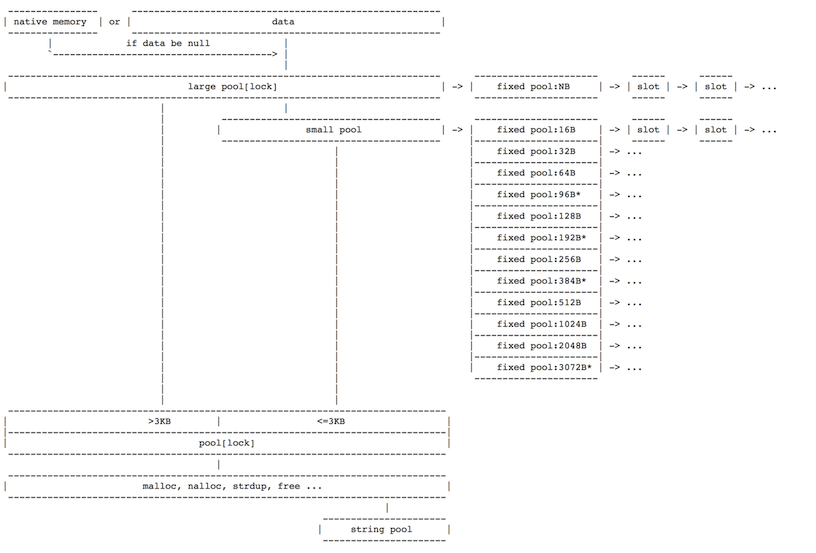 native memory | or | data
if data be null
large pool[lock] | -> | fixed pool:NB | -> | slot | -> | slot | -> ...
small pool | -> | fixed pool:16B | -> | slot | -> | slot | -> ...
fixed pool:32B | -> ...
fixed pool:64B | -> ...
fixed pool:96B* | -> ...
fixed pool:128B | -> ...
fixed pool:192B* | -> ...
fixed pool:256B | -> ...
fixed pool:384B* | -> ...
fixed pool:512B | -> ...
fixed pool:1024B | -> ...
fixed pool:2048B | -> ...
fixed pool:3072B* | -> ...
>3KB | <=3KB
pool[lock]
malloc, nalloc, strdup, free ...
string pool